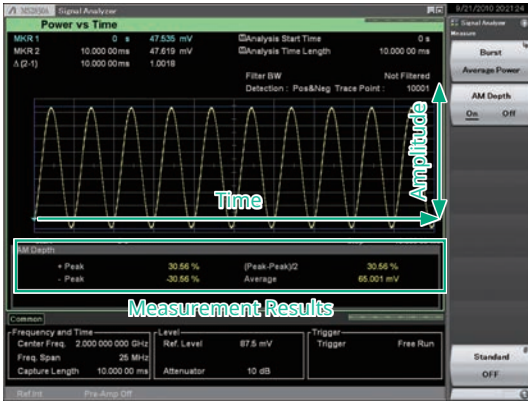 MS2830A Signal Analyzer
9/21/2010 20:21:24
Power vs Time
MKR 1 0 s 47.535 mV
MKR 2 10.000 00 ms 47.619 mV
Δ (2-1) 10.000 00 ms 1.0018
Analysis Start Time 0 s
Analysis Time Length 10.000 00 ms
Filter BW Not Filtered
Detection : Pos&Neg Trace Point : 10001
Amplitude
Time
AM Depth
+ Peak 30.56 % (Peak-Peak)/2 30.56 %
- Peak -30.56 % Average 65.001 mV
Measurement Results
Common
Frequency and Time
Center Freq. 2.000 000 000 GHz
Freq. Span 25 MHz
Capture Length 10.000 00 ms
Level
Ref. Level 87.5 mV
Attenuator 10 dB
Trigger
Trigger Free Run
Ref.Int Pre-Amp Off
Signal Analyzer
Measure
Burst
Average Power
AM Depth
On Off
Standard
OFF